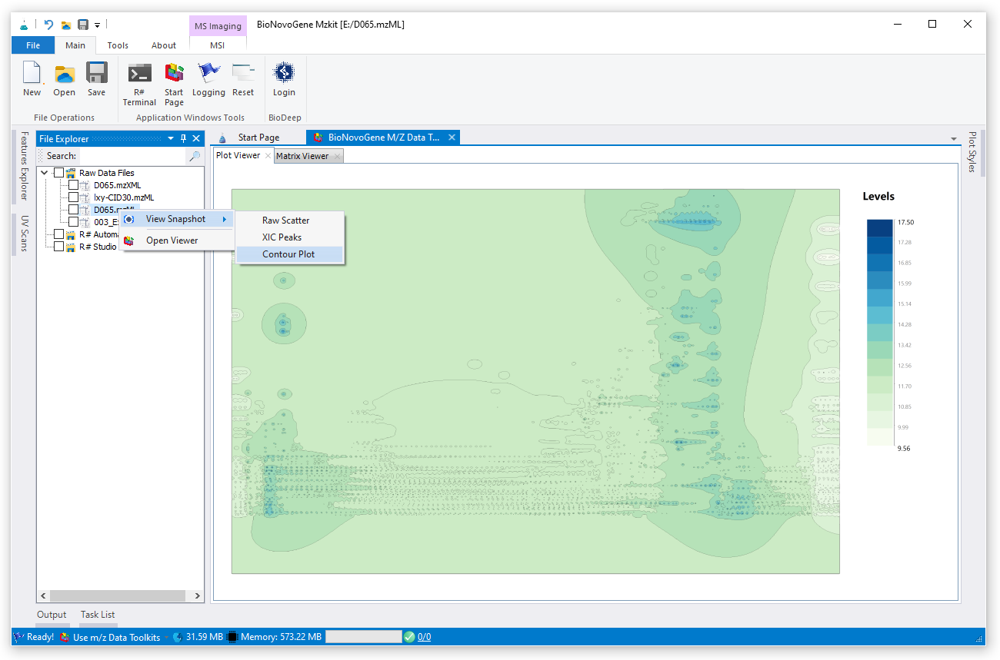 MS Imaging
BioNovoGene Mzkit [E:/D065.mzML]
File
Main
Tools
About
MSI
New
Open
Save
R#
Terminal
Start
Page
Logging
Reset
Login
File Operations
Application Windows Tools
BioDeep
Features Explorer
UV Scans
File Explorer
Search:
Raw Data Files
D065.mzXML
lxy-CID30.mzML
D065.mzML
003_E
R# Automa
R# Studio
View Snapshot
Open Viewer
Raw Scatter
XIC Peaks
Contour Plot
Start Page
BioNovoGene M/Z Data T...
Plot Viewer
Matrix Viewer
Levels
17.50
17.28
16.85
15.99
15.14
14.28
13.42
12.56
11.70
10.85
9.99
9.56
Plot Styles
Output
Task List
Ready!
Use m/z Data Toolkits
31.59 MB
Memory: 573.22 MB
0/0